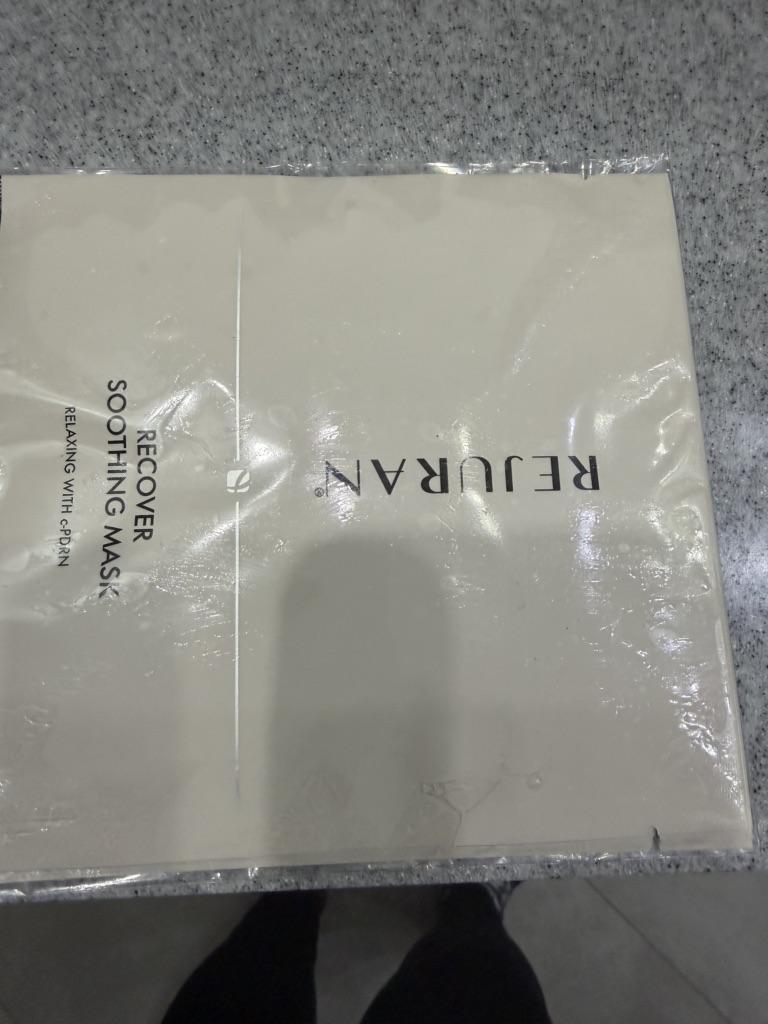 REJURAN®
RECOVER
SOOTHING MASK
RELAXING WITH c-PDRN